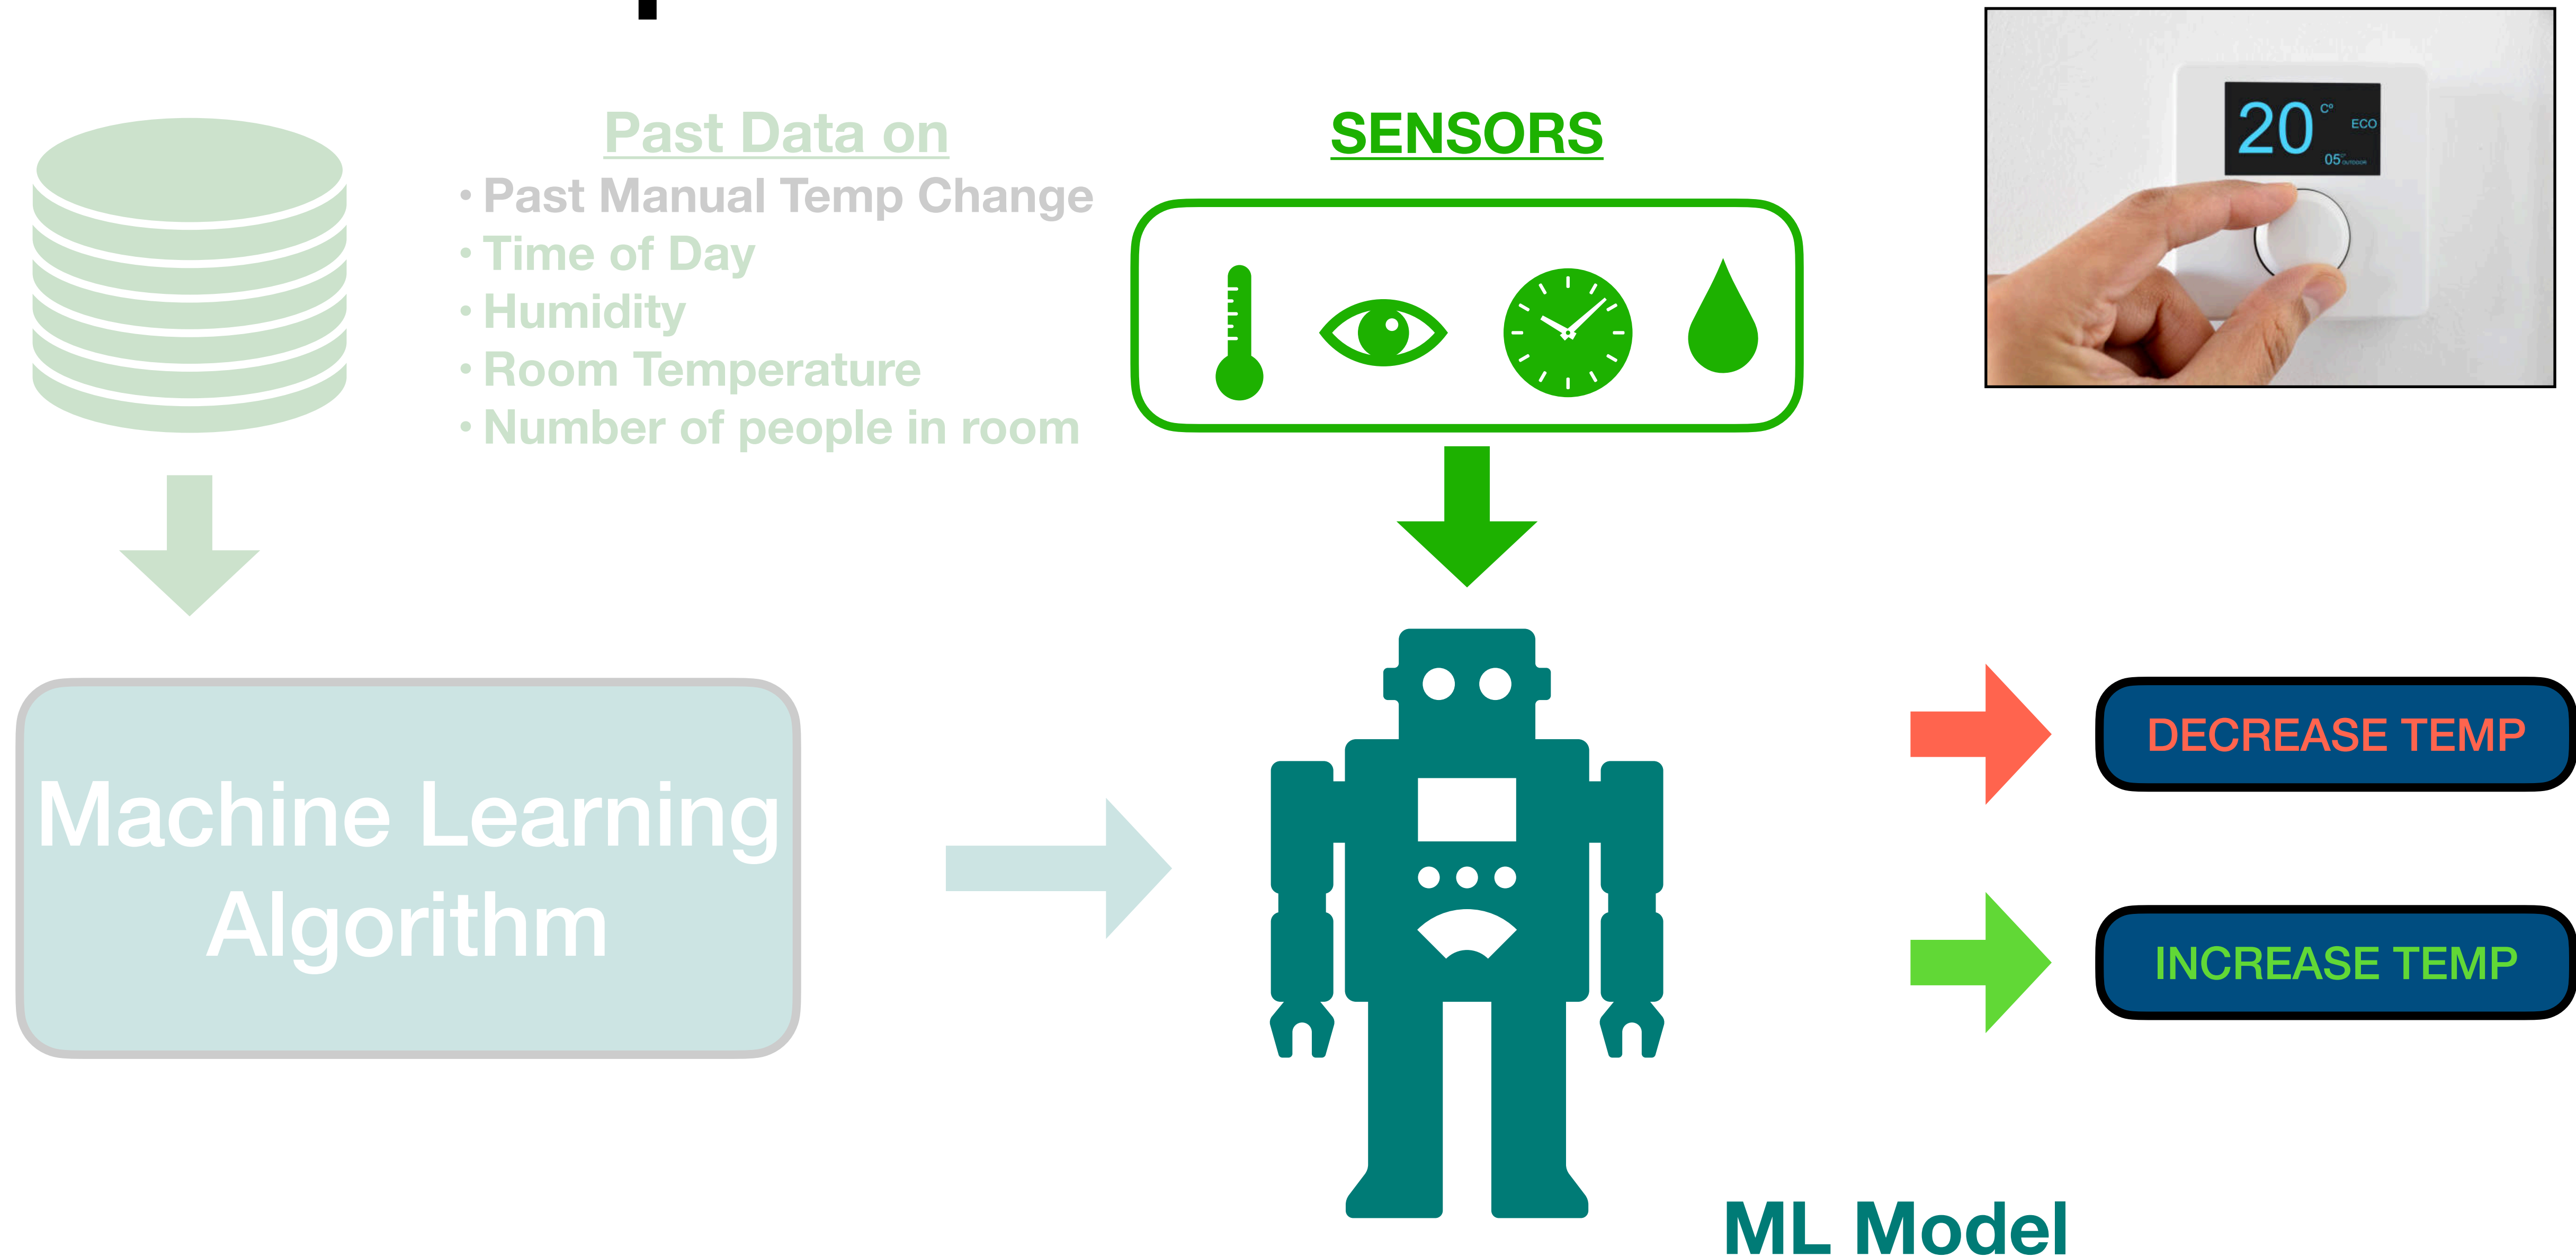 Past Data on
• Past Manual Temp Change
• Time of Day
• Humidity
• Room Temperature
• Number of people in room
SENSORS
20 C° ECO
05 OUTDOOR
Machine Learning
Algorithm
DECREASE TEMP
INCREASE TEMP
ML Model